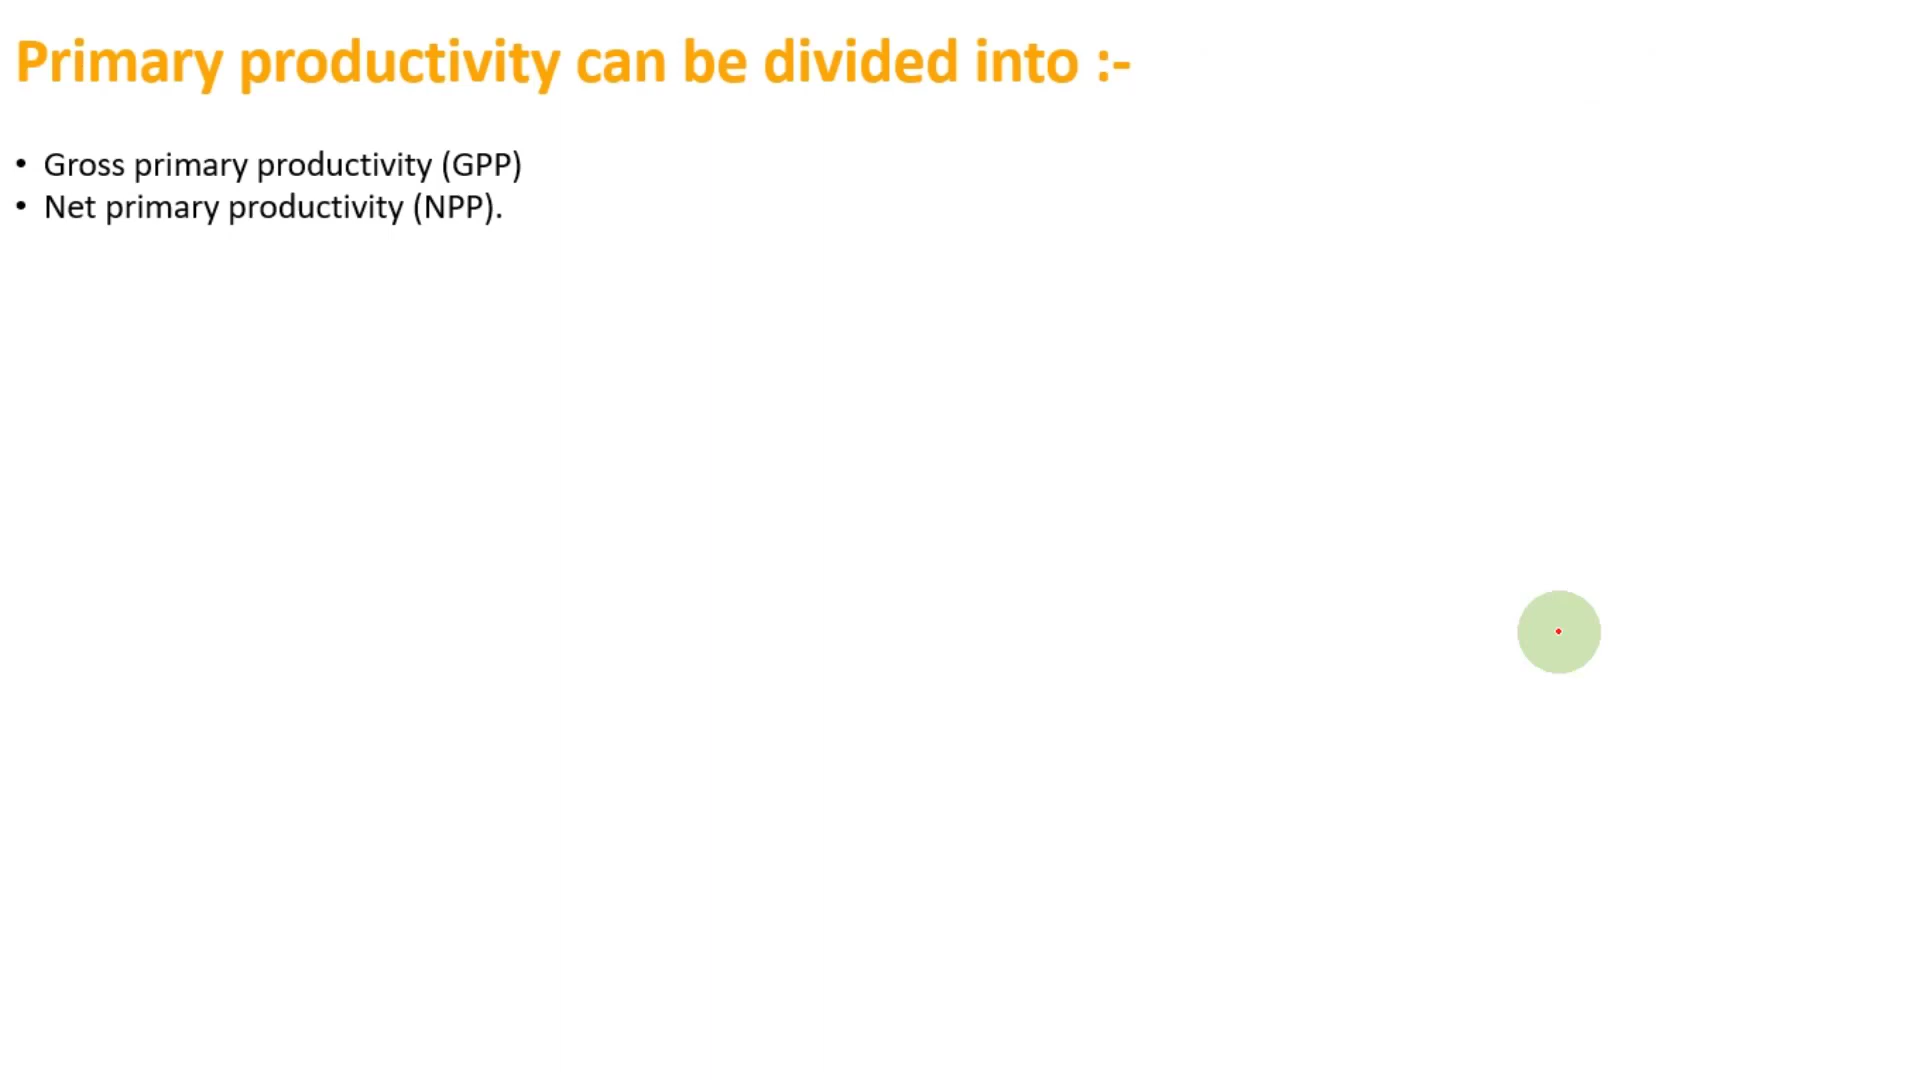 Primary productivity can be divided into :-
• Gross primary productivity (GPP)
• Net primary productivity (NPP).